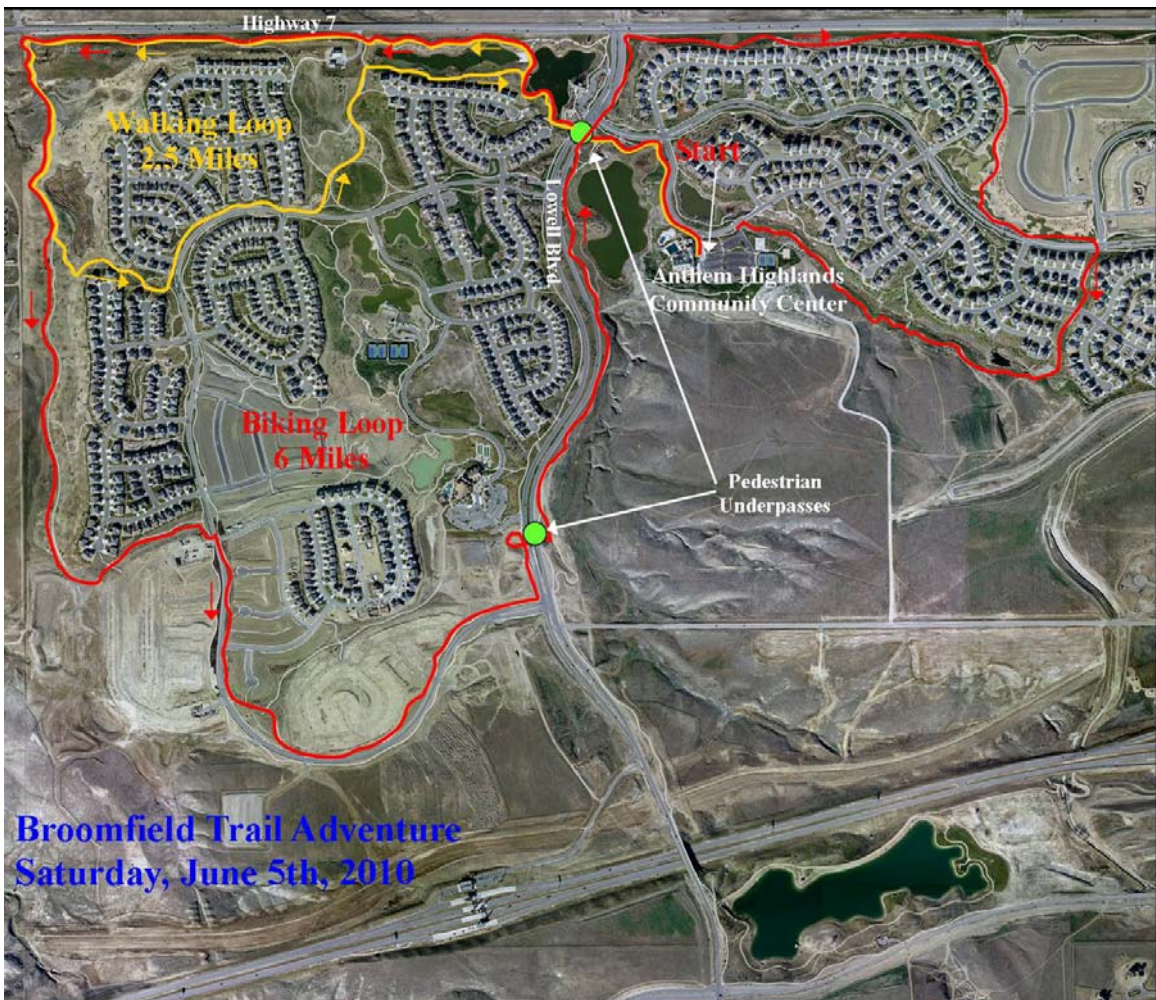 Highway 7
Walking Loop
2.5 Miles
Start
Lowell Blvd
Anthem Highlands
Community Center
Biking Loop
6 Miles
Pedestrian
Underpasses
Broomfield Trail Adventure
Saturday, June 5th, 2010